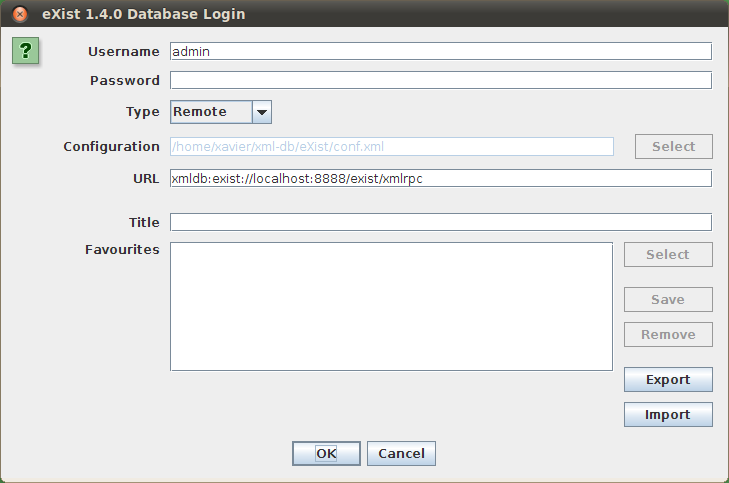 eXist 1.4.0 Database Login
?
Username admin
Password
Type Remote
Configuration /home/xavier/xml-db/eXist/conf.xml Select
URL xmldb:exist://localhost:8888/exist/xmlrpc
Title
Favourites
Select
Save
Remove
Export
Import
OK Cancel